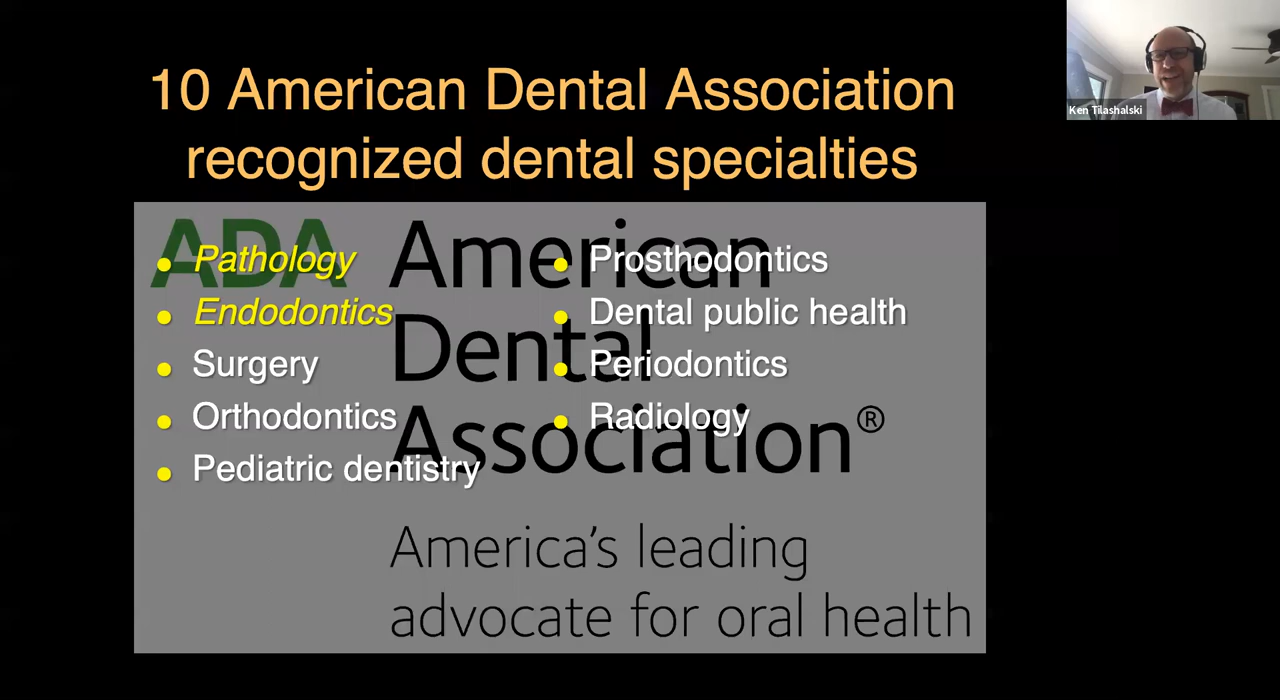 10 American Dental Association
recognized dental specialties
Ken Tilashalski
ADA American
Dental
Association®
America's leading
advocate for oral health
Pathology
Endodontics
Surgery
Orthodontics
Pediatric dentistry
Prosthodontics
Dental public health
Periodontics
Radiology